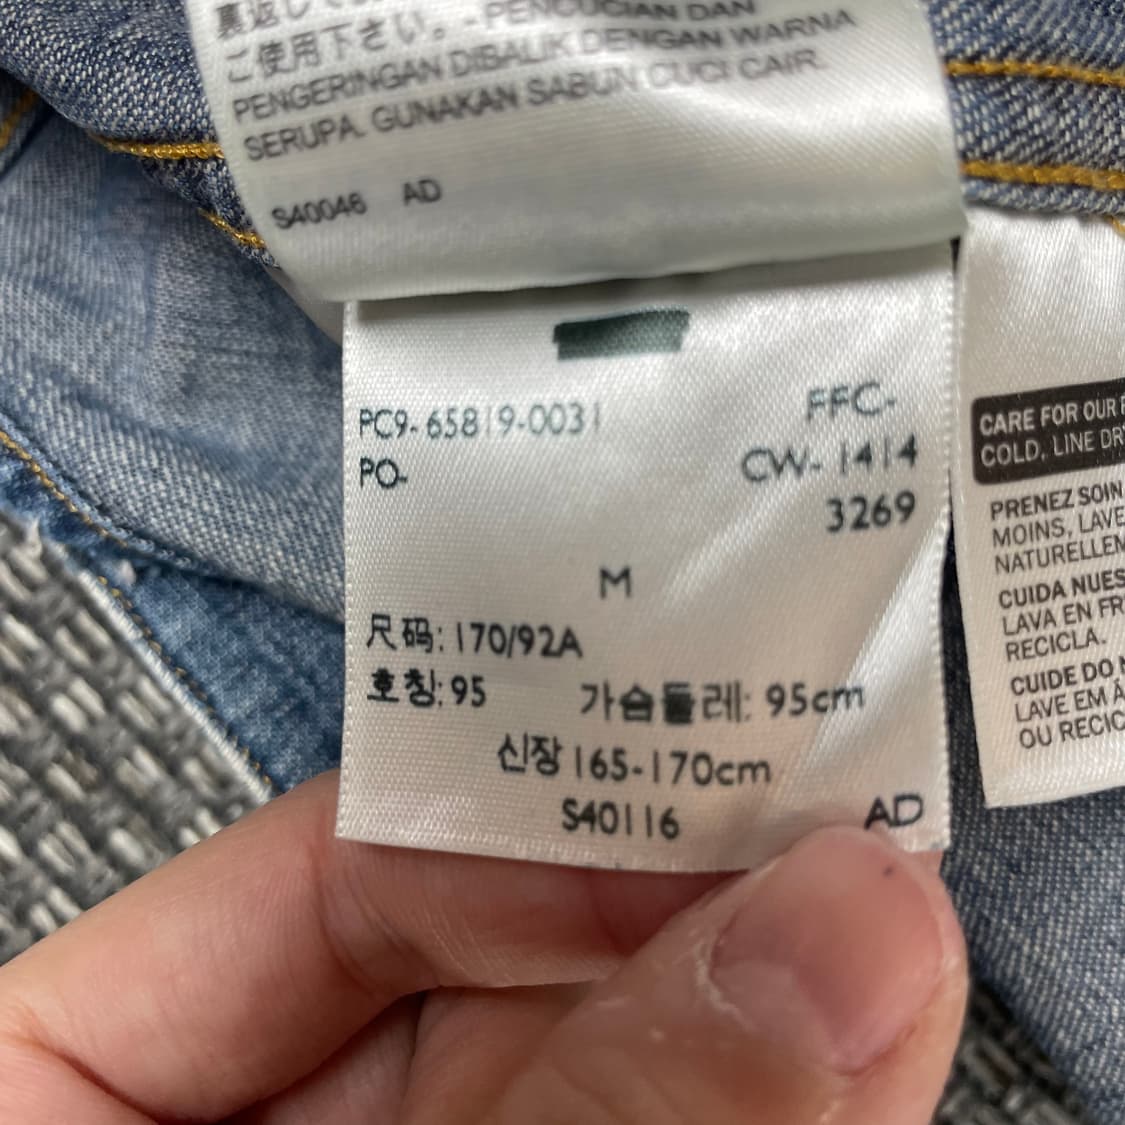 裏返して
ご使用下さい。-PENCUCIAN DAN
PENGERINGAN DIBALIK DENGAN WARNA
SERUPA. GUNAKAN SABUN CUCI CAIR.
S40046 AD
PC9-65819-0031
FFC-
PO-
CW-1414
3269
M
尺码: 170/92A
호칭: 95 가슴둘레: 95cm
신장 165-170cm
S40116 AD
CARE FOR OUR
COLD, LINE DR
PRENEZ SOIN
MOINS, LAVE
NATURELLEM
CUIDA NUES
LAVA EN FR
RECICLA.
CUIDE DO
LAVE EM Á
OU RECIC